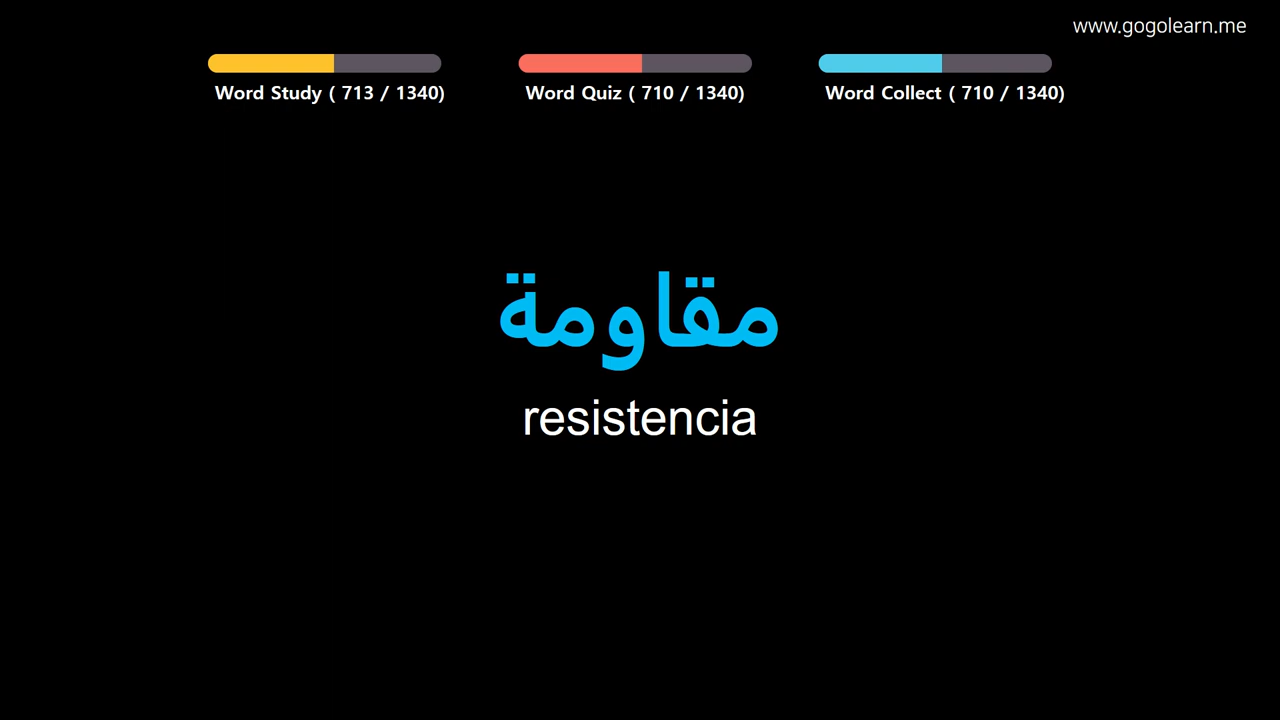 www.gogolearn.me
Word Study ( 713 / 1340)
Word Quiz ( 710 / 1340)
Word Collect ( 710 / 1340)
مقاومة
resistencia